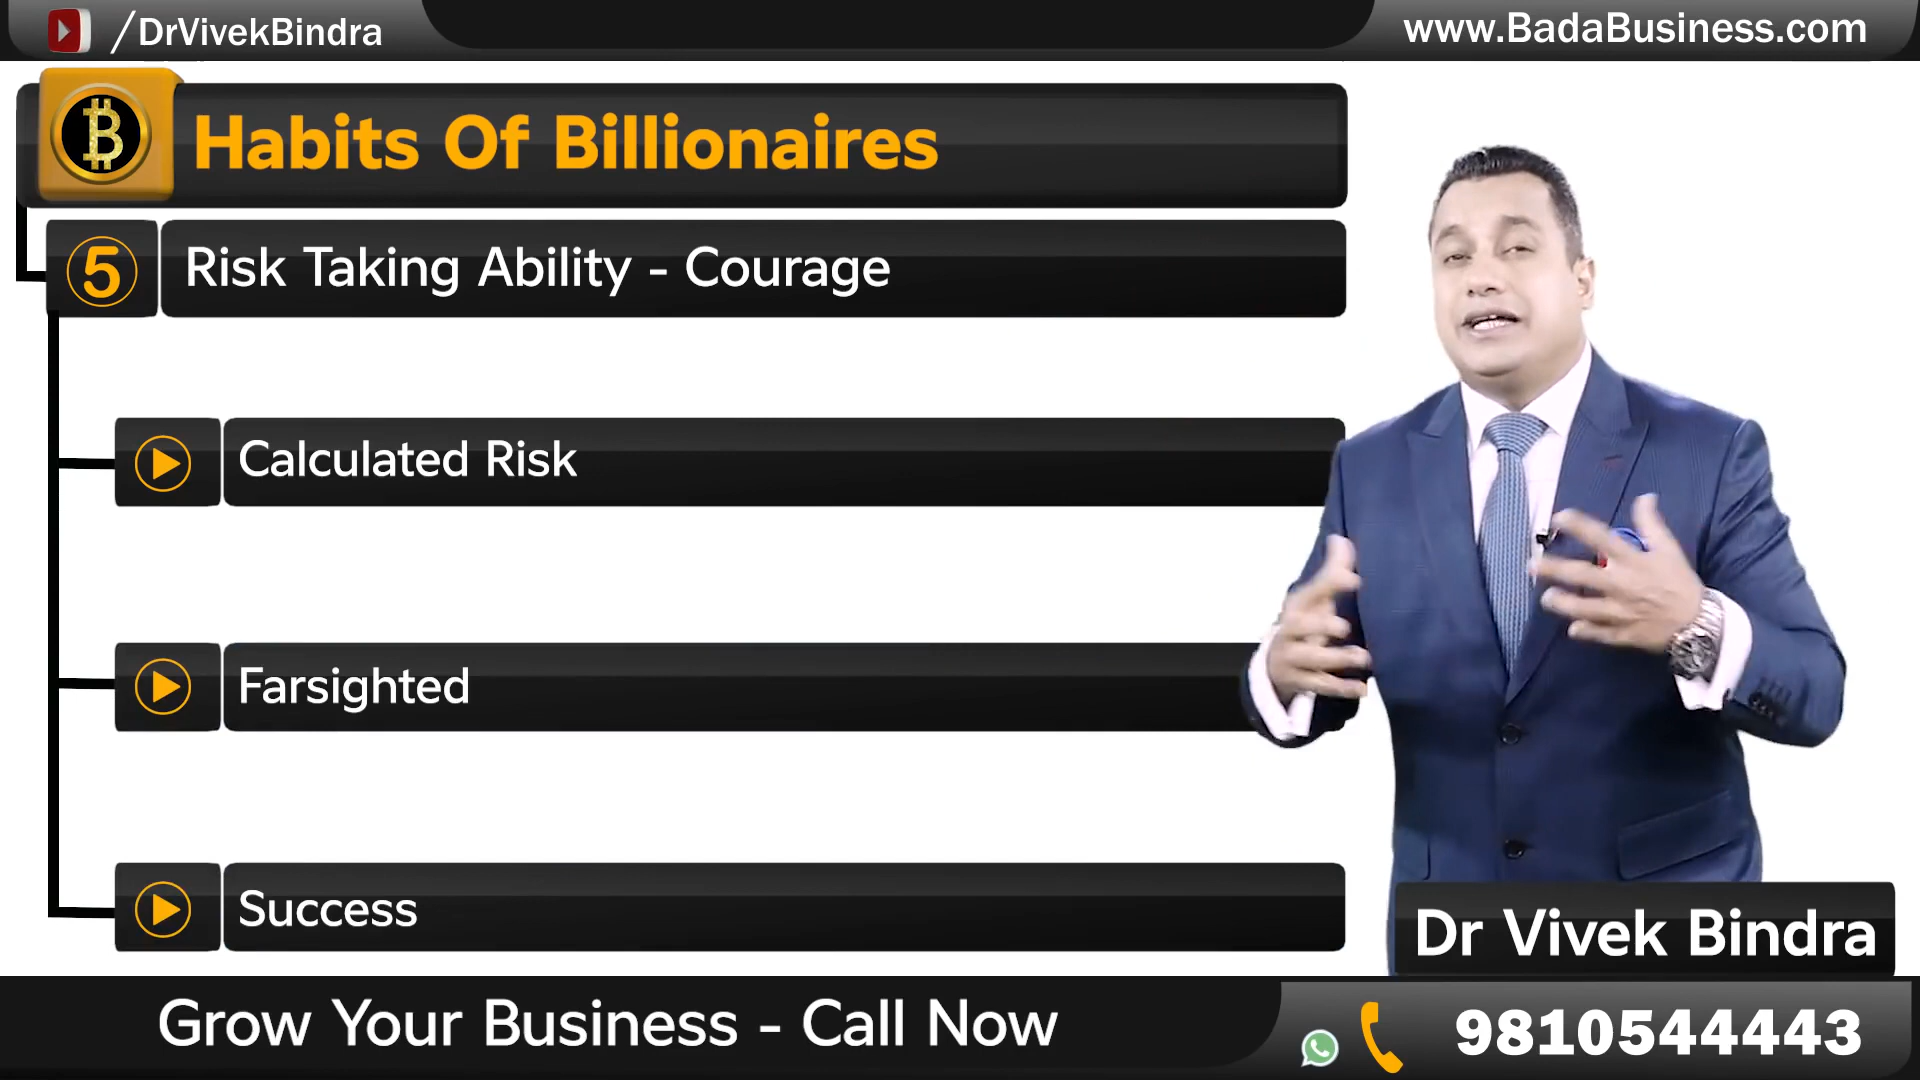 /DrVivekBindra
www.BadaBusiness.com
Habits Of Billionaires
5
Risk Taking Ability - Courage
Calculated Risk
Farsighted
Success
Dr Vivek Bindra
Grow Your Business - Call Now
9810544443